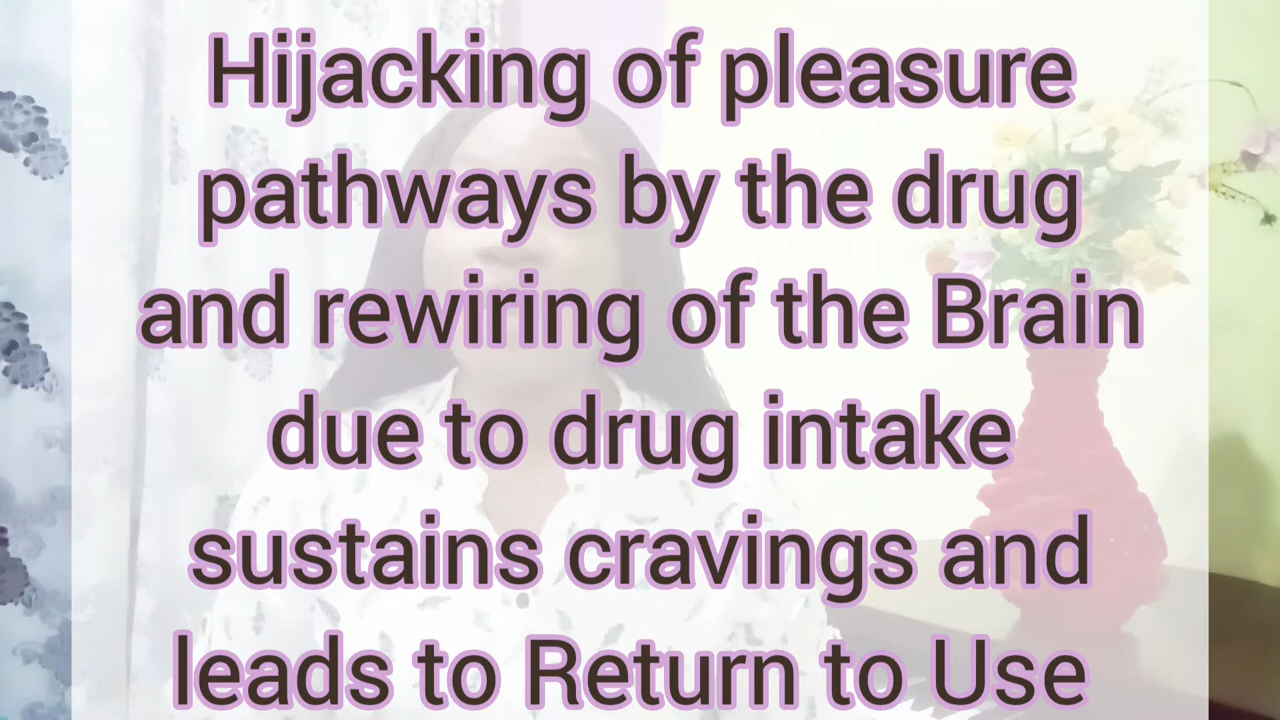 Hijacking of pleasure
pathways by the drug
and rewiring of the Brain
due to drug intake
sustains cravings and
leads to Return to Use